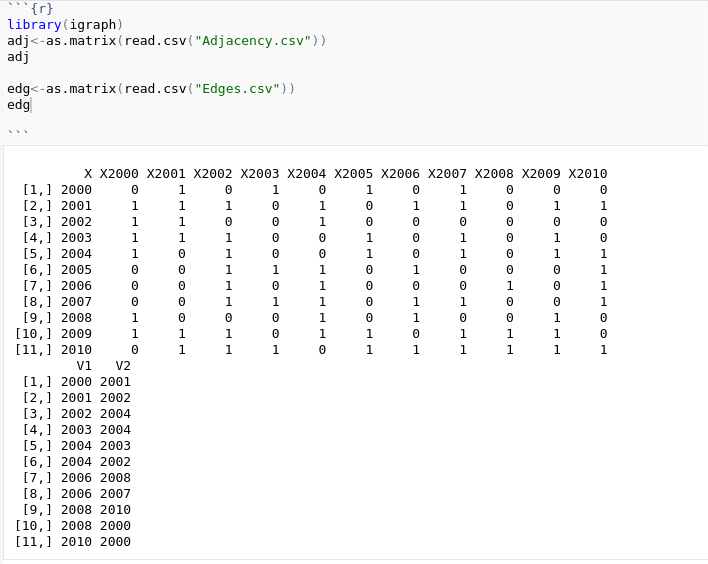 ```{r}
library(igraph)
adj<-as.matrix(read.csv("Adjacency.csv"))
adj
edg<-as.matrix(read.csv("Edges.csv"))
edg
```
X X2000 X2001 X2002 X2003 X2004 X2005 X2006 X2007 X2008 X2009 X2010
[1,] 2000 0 1 0 1 0 1 0 1 0 0 0
[2,] 2001 1 1 1 0 1 0 1 1 0 1 1
[3,] 2002 1 1 0 0 1 0 0 0 0 0 0
[4,] 2003 1 1 1 0 0 1 0 1 0 1 0
[5,] 2004 1 0 1 0 0 1 0 1 0 1 1
[6,] 2005 0 0 1 1 1 0 1 0 0 0 1
[7,] 2006 0 0 1 0 1 0 0 0 1 0 1
[8,] 2007 0 0 1 1 1 0 1 1 0 0 1
[9,] 2008 1 0 0 0 1 0 1 0 0 1 0
[10,] 2009 1 1 1 0 1 1 0 1 1 1 0
[11,] 2010 0 1 1 1 0 1 1 1 1 1 1
V1 V2
[1,] 2000 2001
[2,] 2001 2002
[3,] 2002 2004
[4,] 2003 2004
[5,] 2004 2003
[6,] 2004 2002
[7,] 2006 2008
[8,] 2006 2007
[9,] 2008 2010
[10,] 2008 2000
[11,] 2010 2000